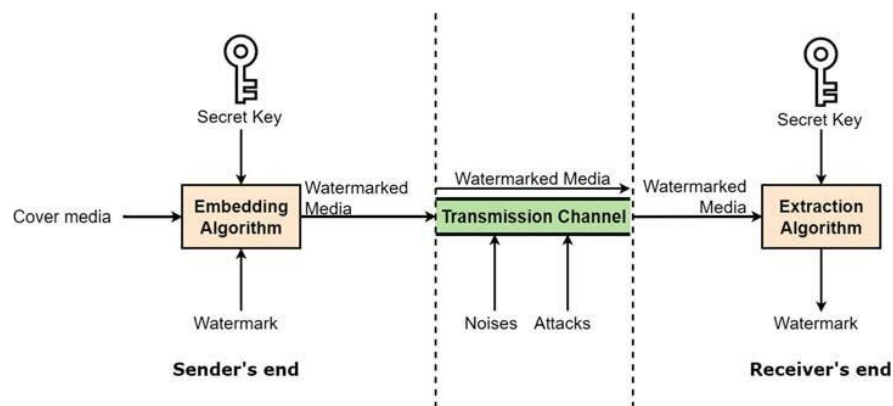 Secret Key
Secret Key
Cover media
Embedding
Algorithm
Watermarked
Media
Watermarked Media
Transmission Channel
Watermarked
Media
Extraction
Algorithm
Watermark
Noises
Attacks
Watermark
Sender's end
Receiver's end